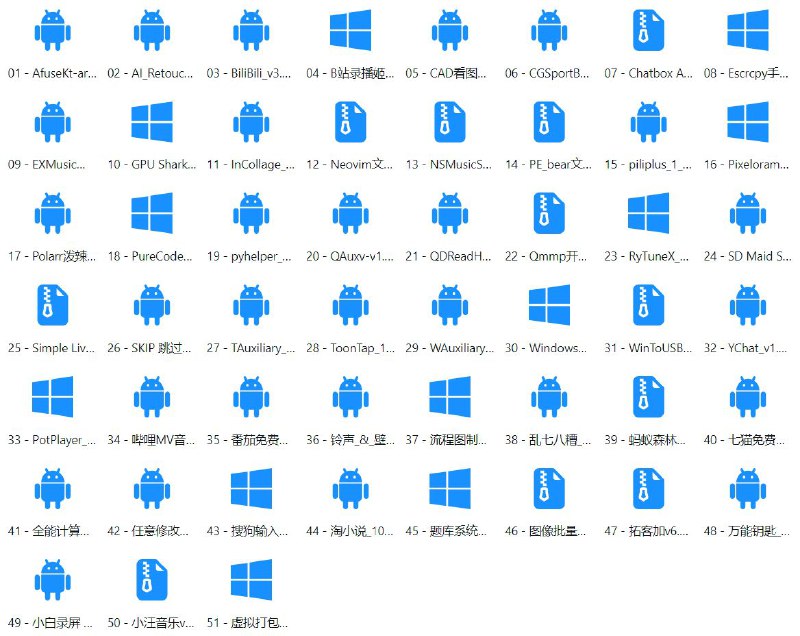 01 - AfuseKt-ar...
02 - AI_Retouc...
03 - BiliBili_v3....
04 - B站录播姬...
05 - CAD看图...
06 - CGSportB...
07 - Chatbox A...
08 - Escrcpy手...
09 - EXMusic...
10 - GPU Shark...
11 - InCollage_...
12 - Neovim文...
13 - NSMusicS...
14 - PE_bear文...
15 - piliplus_1_...
16 - Pixeloram...
17 - Polarr泼辣...
18 - PureCode...
19 - pyhelper_...
20 - QAuxv-v1....
21 - QDReadH...
22 - Qmmp开...
23 - RyTuneX_...
24 - SD Maid S...
25 - Simple Liv...
26 - SKIP 跳过...
27 - TAuxiliary_...
28 - ToonTap_1...
29 - WAuxiliary...
30 - Windows...
31 - WinToUSB...
32 - YChat_v1....
33 - PotPlayer_...
34 - 哔哩MV音...
35 - 番茄免费...
36 - 铃声_&_壁...
37 - 流程图制...
38 - 乱七八糟_...
39 - 蚂蚁森林...
40 - 七猫免费...
41 - 全能计算...
42 - 任意修改...
43 - 搜狗输入...
44 - 淘小说_10...
45 - 题库系统...
46 - 图像批量...
47 - 拓客加v6....
48 - 万能钥匙_...
49 - 小白录屏 ...
50 - 小汪音乐v...
51 - 虚拟打包...